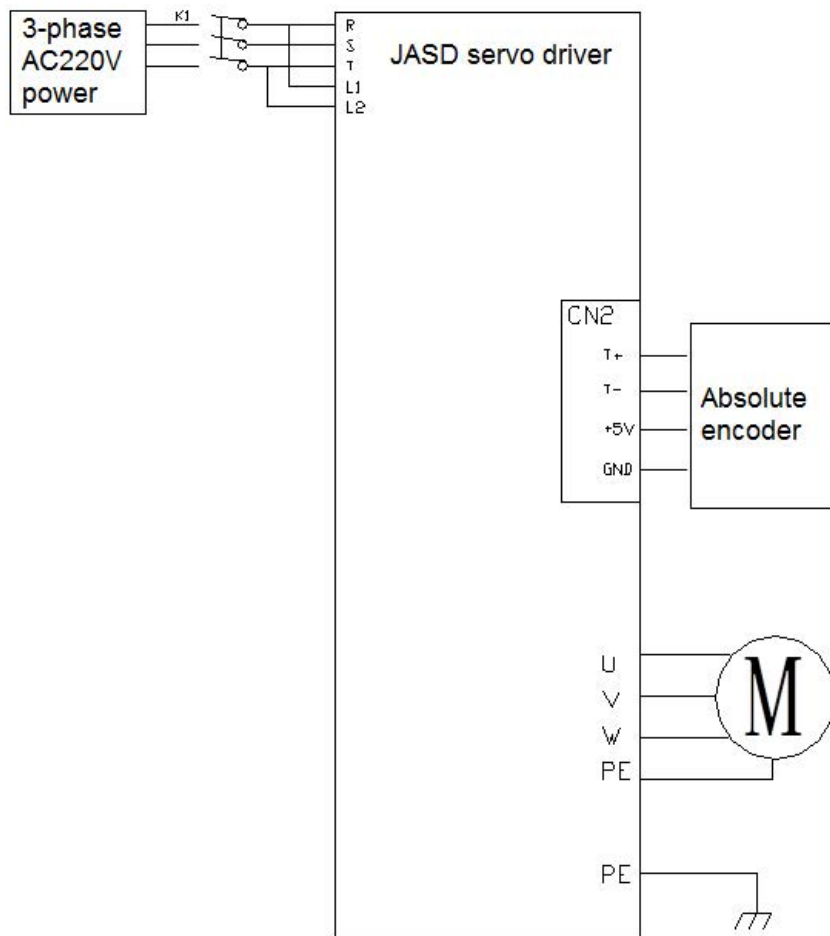 3-phase
AC220V
power
K1
R
S
T
L1
L2
JASD servo driver
CN2
T+
T-
+5V
GND
Absolute
encoder
U
V
W
PE
M
PE